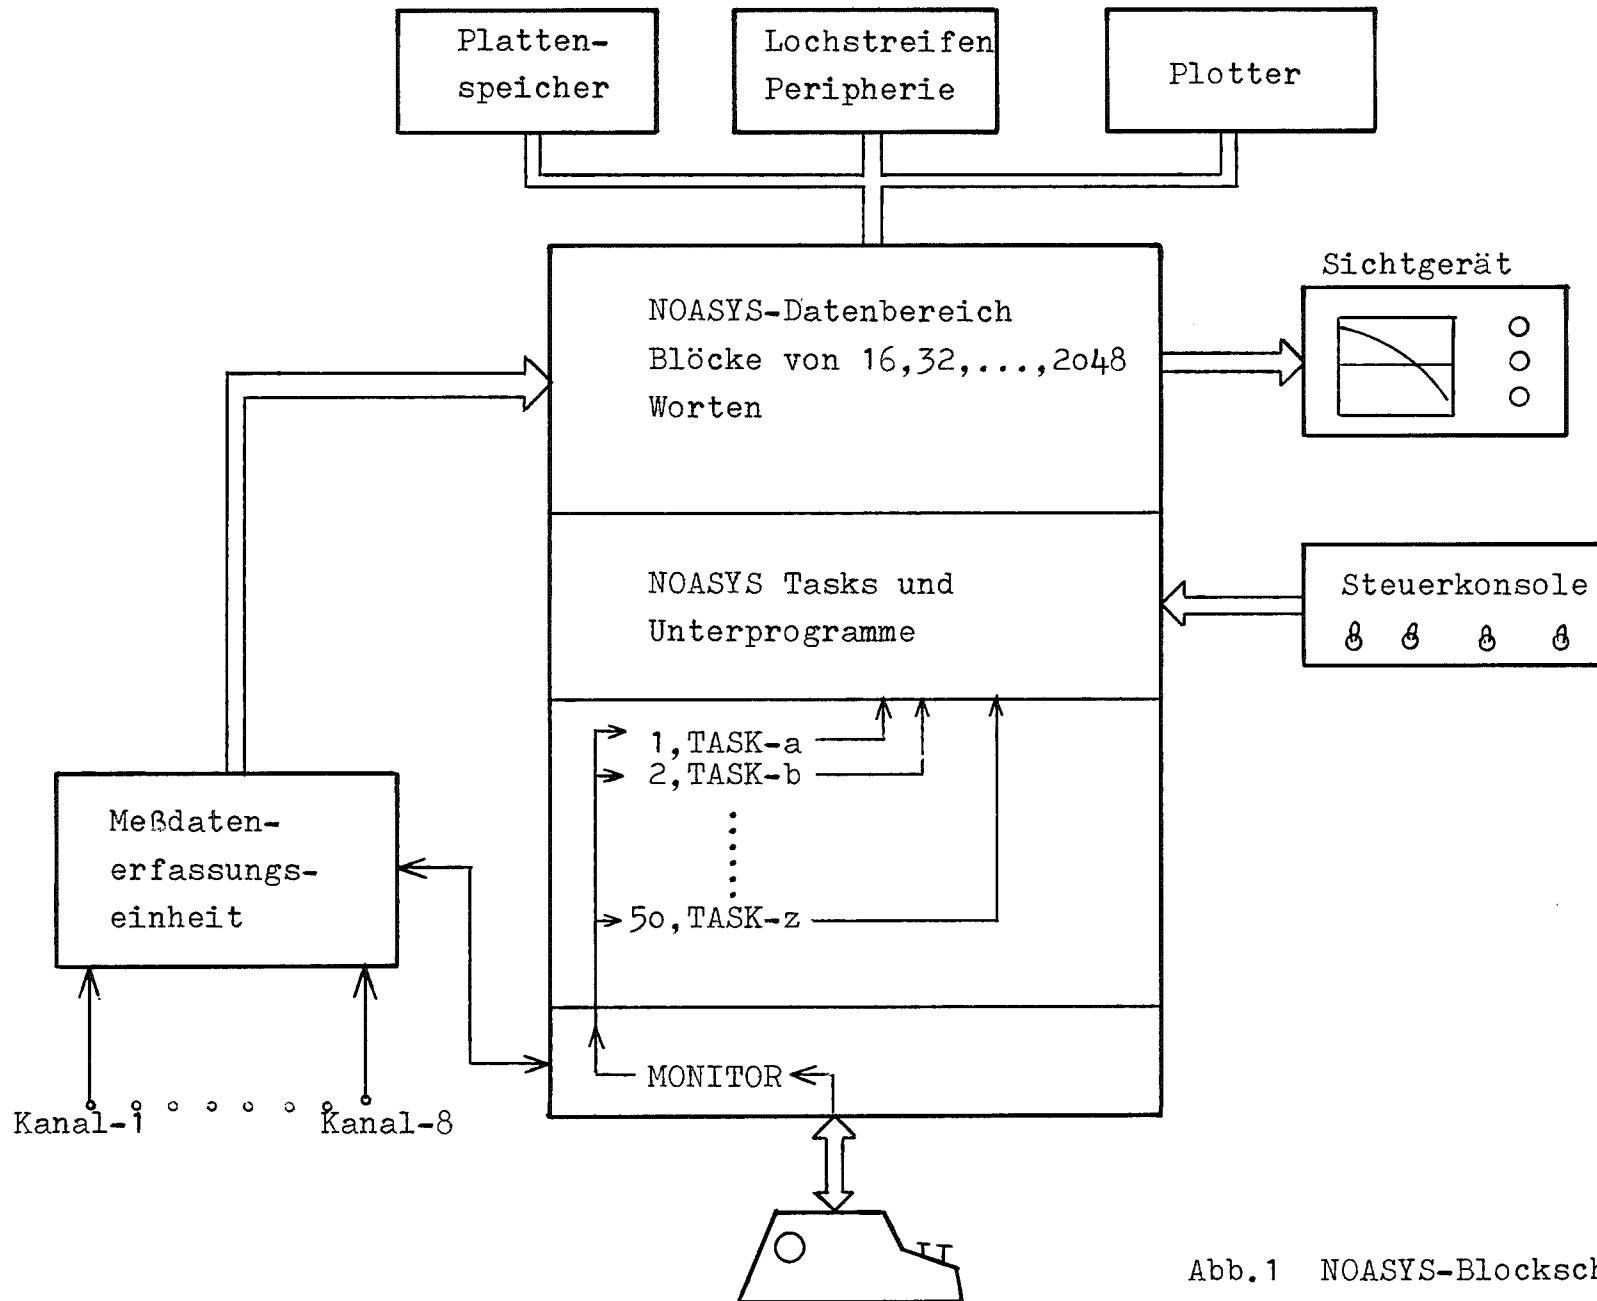 Platten-
speicher
Lochstreifen
Peripherie
Plotter
Sichtgerät
NOASYS-Datenbereich
Blöcke von 16,32,...,2o48
Worten
NOASYS Tasks und
Unterprogramme
Steuerkonsole
1,TASK-a
2,TASK-b
5o,TASK-z
Meßdaten-
erfassungs-
einheit
MONITOR
Kanal-1
Kanal-8
Abb.1 NOASYS-Blocksch